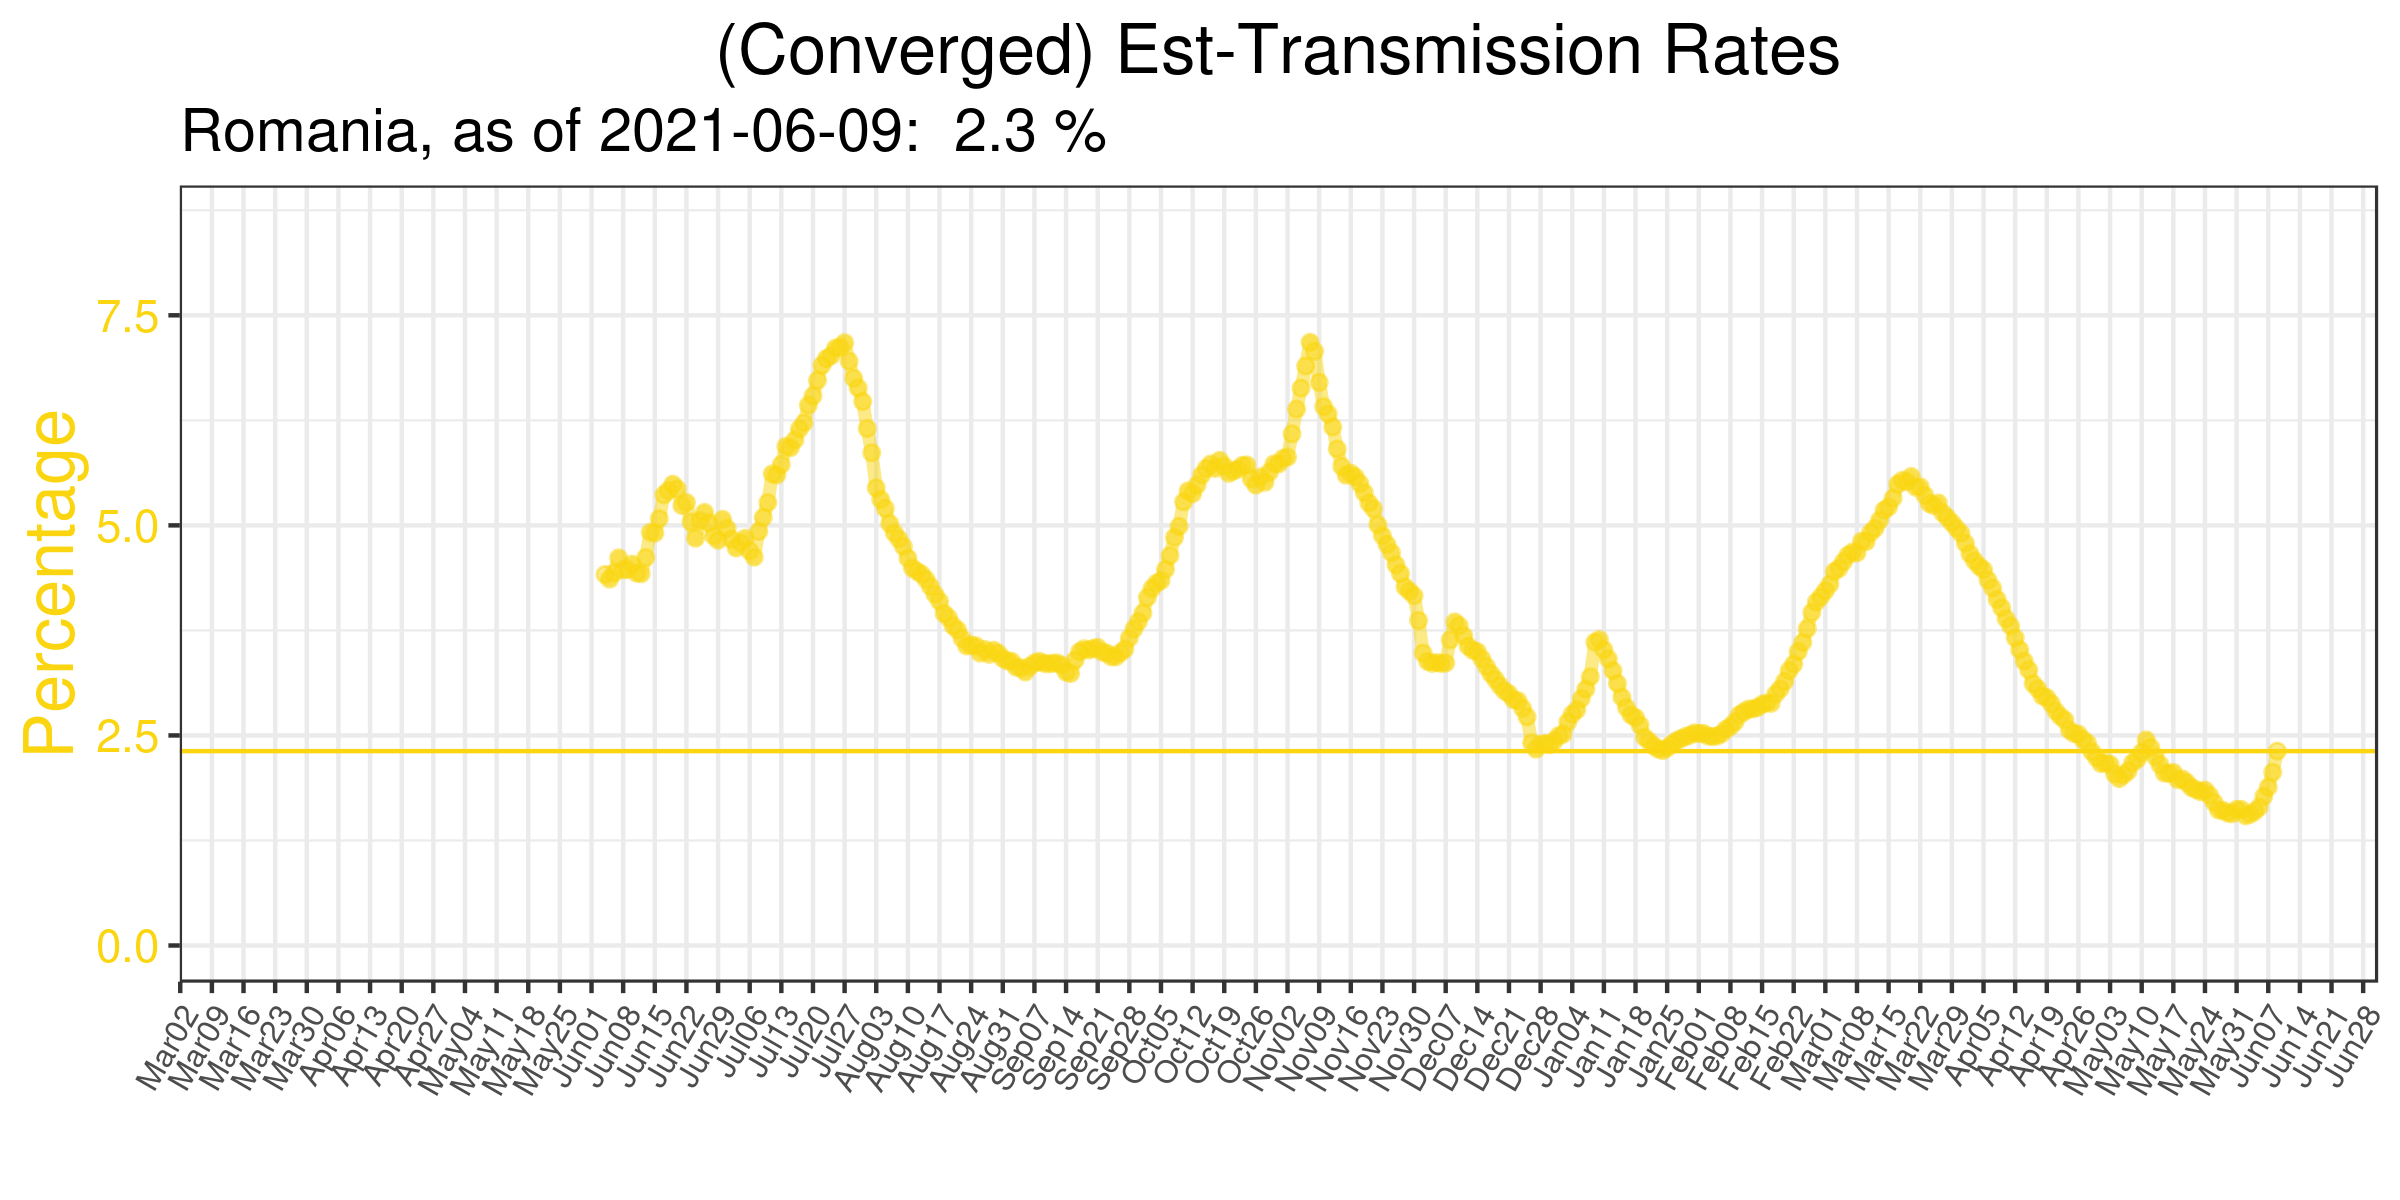 (Converged) Est-Transmission Rates
Romania, as of 2021-06-09: 2.3 %
Percentage
7.5
5.0
2.5
0.0
Mar02 Mar09 Mar16 Mar23 Mar30 Apr06 Apr13 Apr20 Apr27 May04 May11 May18 May25 Jun01 Jun08 Jun15 Jun22 Jun29 Jul06 Jul13 Jul20 Jul27 Aug03 Aug10 Aug17 Aug24 Aug31 Sep07 Sep14 Sep21 Sep28 Oct05 Oct12 Oct19 Oct26 Nov02 Nov09 Nov16 Nov23 Nov30 Dec07 Dec14 Dec21 Dec28 Jan04 Jan11 Jan18 Jan25 Feb01 Feb08 Feb15 Feb22 Mar01 Mar08 Mar15 Mar22 Mar29 Apr05 Apr12 Apr19 Apr26 May03 May10 May17 May24 May31 Jun07 Jun14 Jun21 Jun28